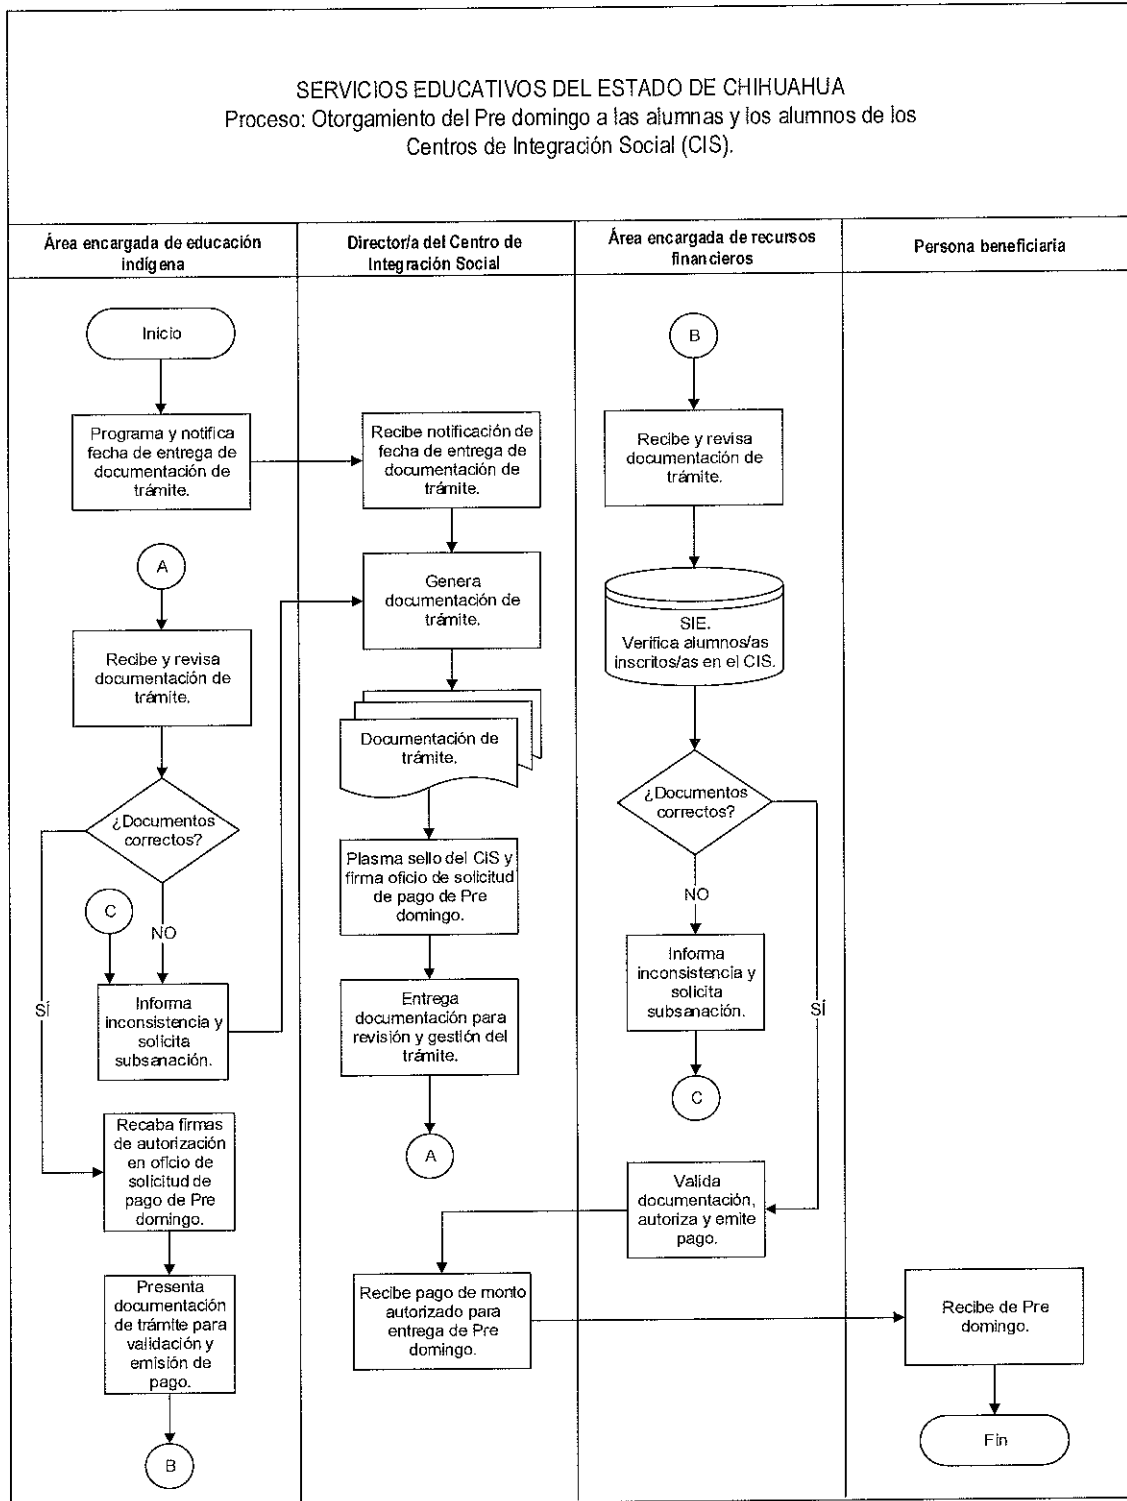 SERVICIOS EDUCATIVOS DEL ESTADO DE CHIHUAHUA
Proceso: Otorgamiento del Pre domingo a las alumnas y los alumnos de los
Centros de Integración Social (CIS).
Área encargada de educación
indígena
Director/a del Centro de
Integración Social
Área encargada de recursos
financieros
Persona beneficiaria
Inicio
Programa y notifica
fecha de entrega de
documentación de
trámite.
A
Recibe y revisa
documentación de
trámite.
¿Documentos
correctos?
C
NO
SÍ
Informa
inconsistencia y
solicita
subsanación.
Recaba firmas
de autorización
en oficio de
solicitud de
pago de Pre
domingo.
Presenta
documentación
de trámite para
validación y
emisión de
pago.
B
Recibe notificación de
fecha de entrega de
documentación de
trámite.
Genera
documentación de
trámite.
Documentación de
trámite.
Plasma sello del CIS y
firma oficio de solicitud
de pago de Pre
domingo.
Entrega
documentación para
revisión y gestión del
trámite.
A
Recibe pago de monto
autorizado para
entrega de Pre
domingo.
B
Recibe y revisa
documentación de
trámite.
SIE.
Verifica alumnos/as
inscritos/as en el CIS.
¿Documentos
correctos?
NO
SÍ
Informa
inconsistencia y
solicita
subsanación.
C
Valida
documentación,
autoriza y emite
pago.
Recibe de Pre
domingo.
Fin